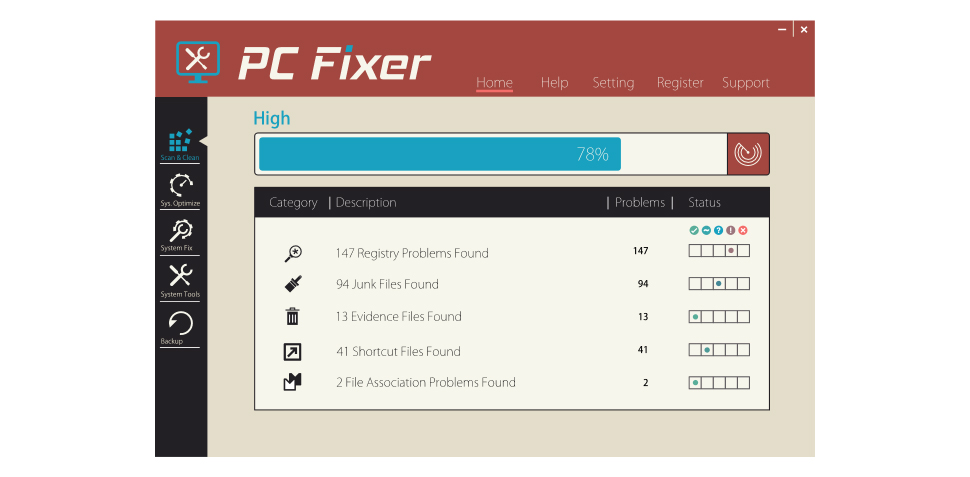 PC Fixer
Home Help Setting Register Support
High
78%
Scan & Clean
Sys. Optimize
System Fix
System Tools
Backup
Category | Description | Problems | Status
147 Registry Problems Found 147
94 Junk Files Found 94
13 Evidence Files Found 13
41 Shortcut Files Found 41
2 File Association Problems Found 2